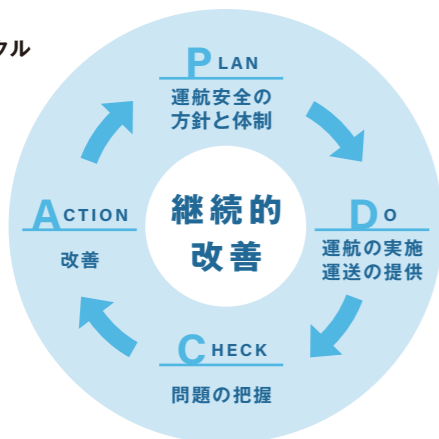 クル
PLAN
運航安全の
方針と体制
DO
運航の実施
運送の提供
CHECK
問題の把握
ACTION
改善
継続的
改善